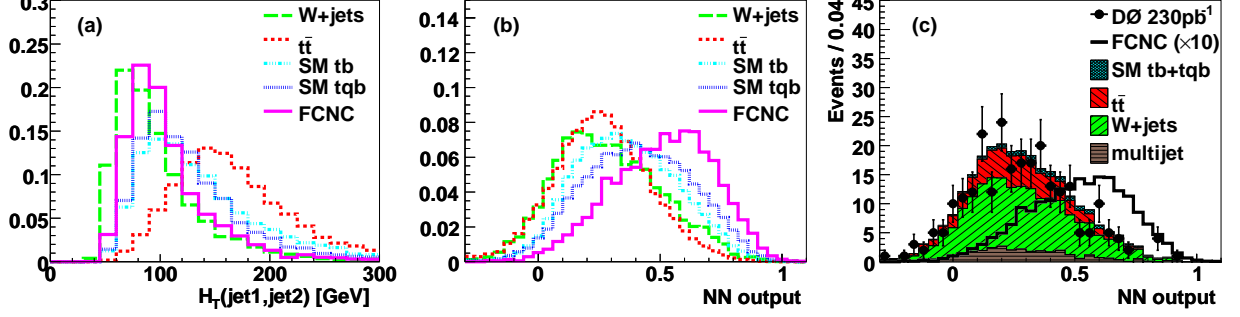 (a)
W+jets
tt̄
SM tb
SM tqb
FCNC
0.3
0.25
0.2
0.15
0.1
0.05
0
0 100 200 300
H_T(jet1,jet2) [GeV]
(b)
W+jets
tt̄
SM tb
SM tqb
FCNC
0.14
0.12
0.1
0.08
0.06
0.04
0.02
0
0 0.5 1
NN output
(c)
DØ 230pb⁻¹
FCNC (×10)
SM tb+tqb
tt̄
W+jets
multijet
Events / 0.04
45
40
35
30
25
20
15
10
5
0
0 0.5 1
NN output